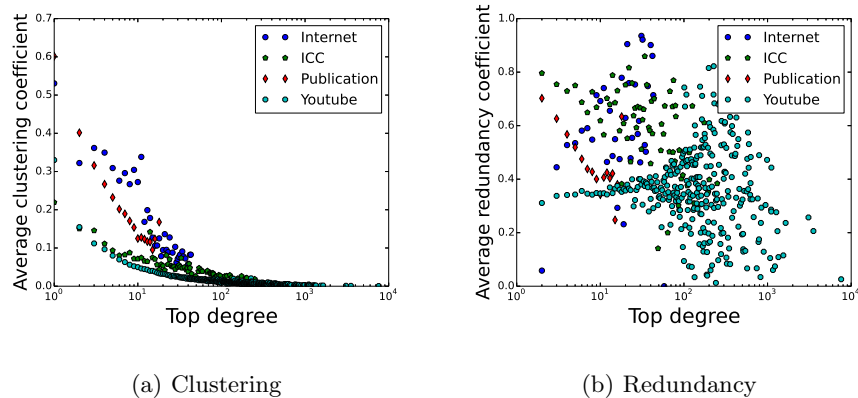 0.7
0.6
0.5
0.4
0.3
0.2
0.1
0.0
10^0 10^1 10^2 10^3 10^4
Average clustering coefficient
Top degree
Internet
ICC
Publication
Youtube
(a) Clustering
1.0
0.8
0.6
0.4
0.2
0.0
10^0 10^1 10^2 10^3 10^4
Average redundancy coefficient
Top degree
Internet
ICC
Publication
Youtube
(b) Redundancy